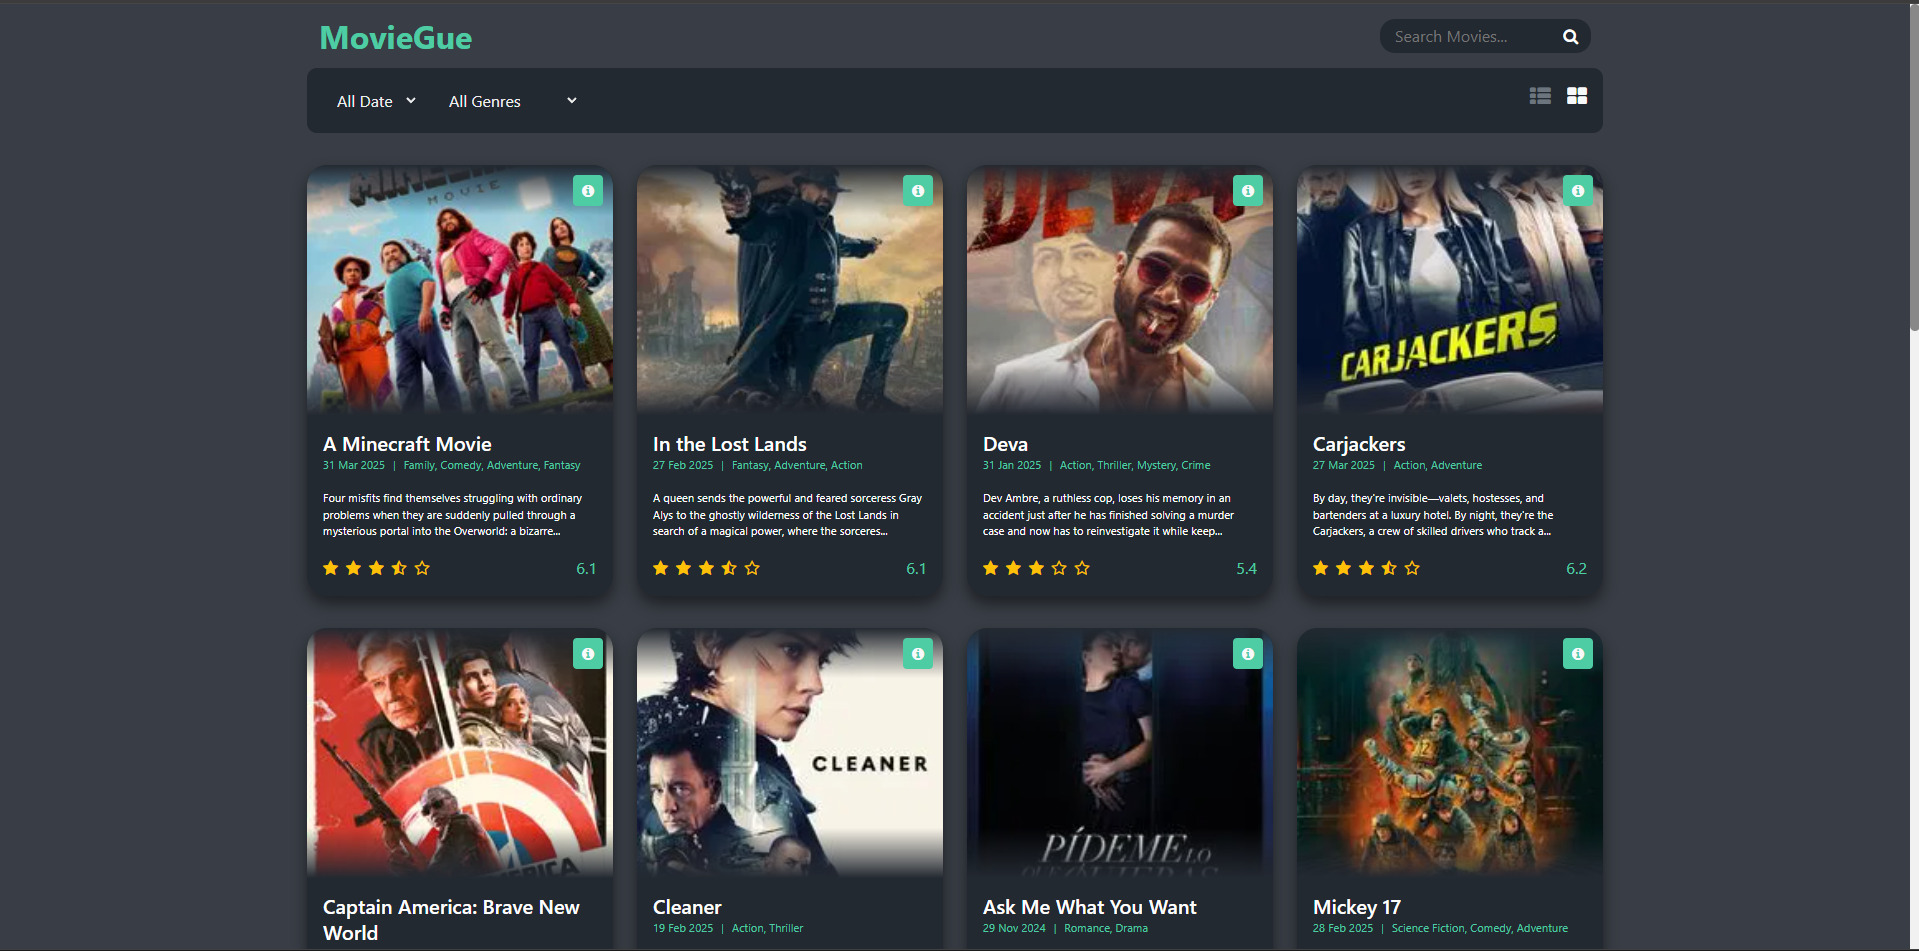 MovieGue
Search Movies...
All Date
All Genres
MINECRAFT
MOVIE
DEVA
CARJACKERS
A Minecraft Movie
31 Mar 2025 | Family, Comedy, Adventure, Fantasy
Four misfits find themselves struggling with ordinary
problems when they are suddenly pulled through a
mysterious portal into the Overworld: a bizarre...
6.1
In the Lost Lands
27 Feb 2025 | Fantasy, Adventure, Action
A queen sends the powerful and feared sorceress Gray
Alys to the ghostly wilderness of the Lost Lands in
search of a magical power, where the sorceres...
6.1
Deva
31 Jan 2025 | Action, Thriller, Mystery, Crime
Dev Ambre, a ruthless cop, loses his memory in an
accident just after he has finished solving a murder
case and now has to reinvestigate it while keep...
5.4
Carjackers
27 Mar 2025 | Action, Adventure
By day, they're invisible—valets, hostesses, and
bartenders at a luxury hotel. By night, they're the
Carjackers, a crew of skilled drivers who track a...
6.2
CLEANER
PÍDEME LO
QUE QUIERAS
Captain America: Brave New
World
Cleaner
19 Feb 2025 | Action, Thriller
Ask Me What You Want
29 Nov 2024 | Romance, Drama
Mickey 17
28 Feb 2025 | Science Fiction, Comedy, Adventure